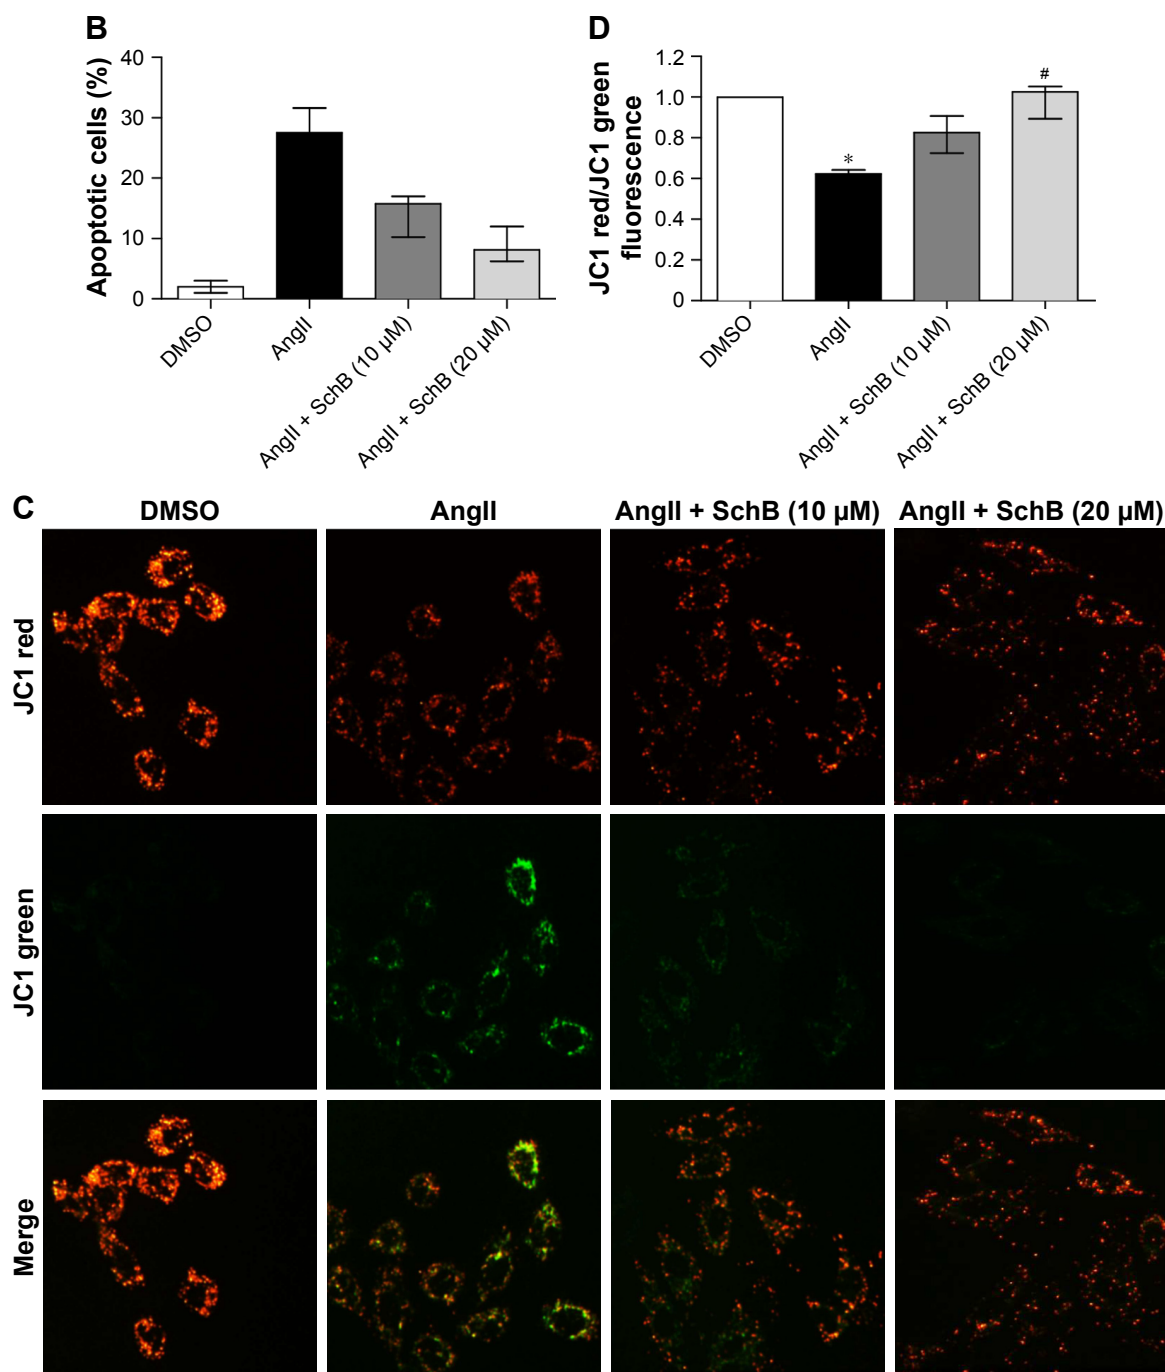 B
Apoptotic cells (%)
40
30
20
10
0
DMSO
AngII
AngII + SchB (10 µM)
AngII + SchB (20 µM)
D
JC1 red/JC1 green
fluorescence
1.2
1.0
0.8
0.6
0.4
0.2
0
*
#
DMSO
AngII
AngII + SchB (10 µM)
AngII + SchB (20 µM)
C
DMSO
AngII
AngII + SchB (10 µM)
AngII + SchB (20 µM)
JC1 red
JC1 green
Merge